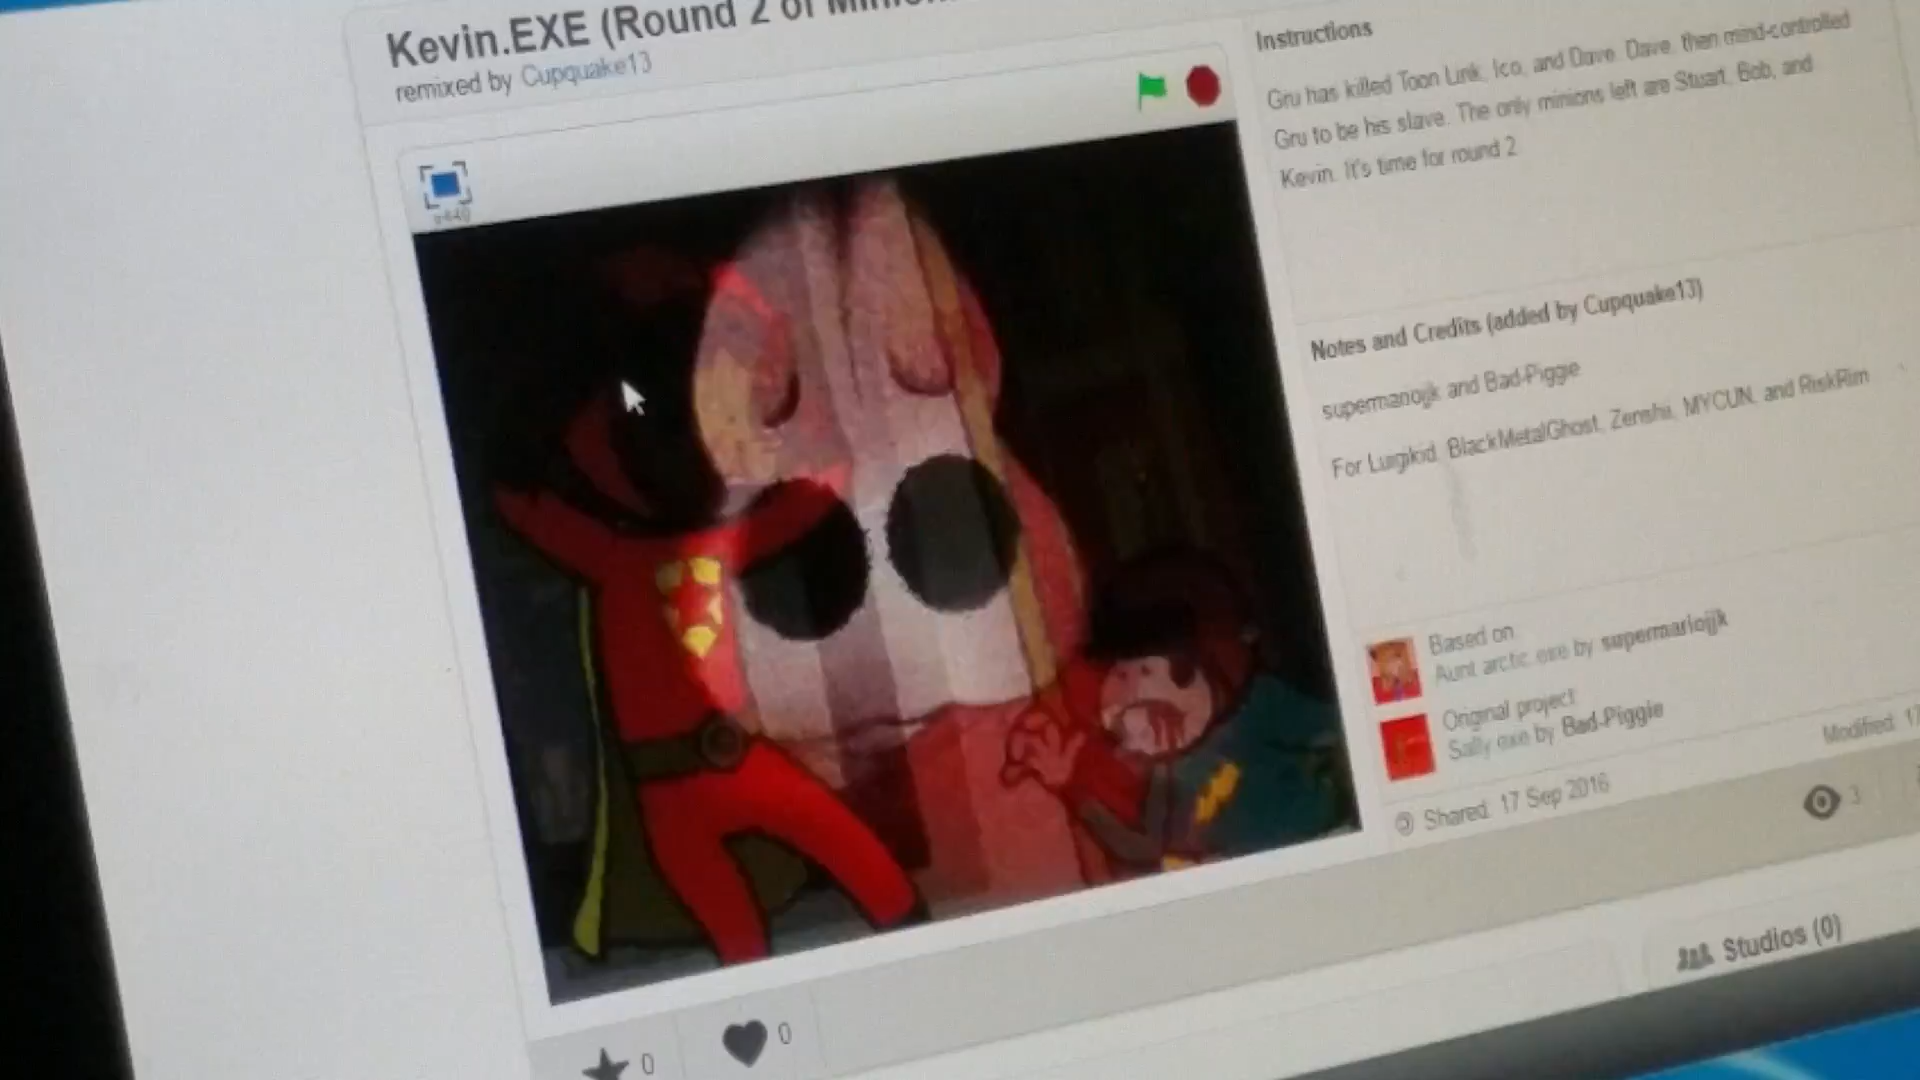 Kevin.EXE (Round 2 of
remixed by Cupquake13
Instructions
Gru has killed Toon Link, Ico, and Dave. Dave, then mind-controlled
Gru to be his slave. The only minions left are Stuart, Bob, and
Kevin. It's time for round 2
Notes and Credits (added by Cupquake13)
supermariojjk and Bad-Piggie
For Luigikid, BlackMetalGhost, Zenshii, MYCUN, and RiskRim
Based on
Aunt arctic.exe by supermariojjk
Original project
Sally exe by Bad-Piggie
Shared: 17 Sep 2016
Modified: 17
3
Studios (0)
0
0